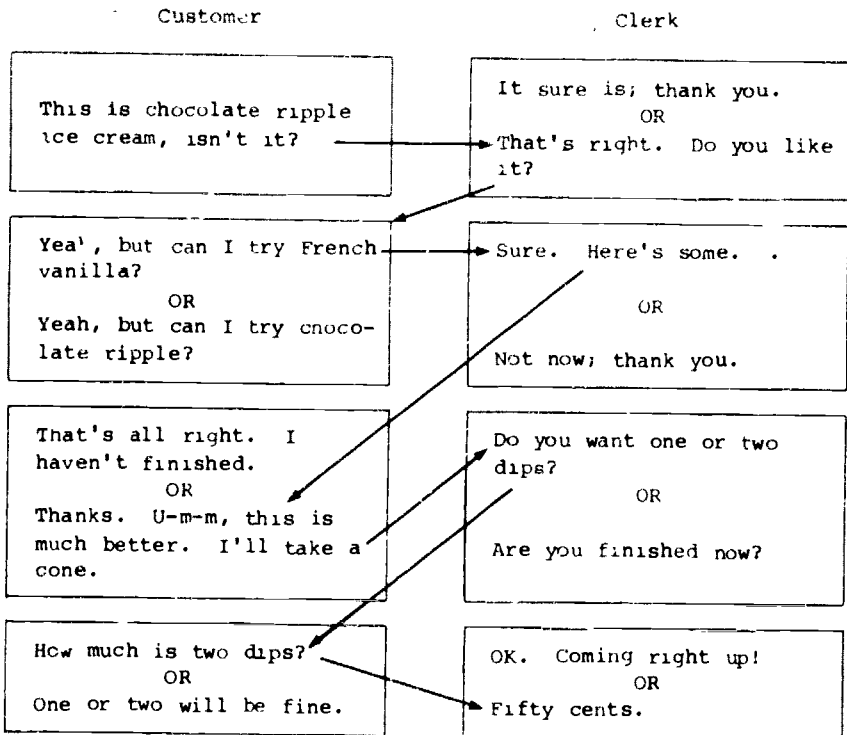 Customer
Clerk
This is chocolate ripple
ice cream, isn't it?
It sure is; thank you.
OR
That's right. Do you like
it?
Yeah, but can I try French
vanilla?
OR
Yeah, but can I try choco-
late ripple?
Sure. Here's some.
OR
Not now; thank you.
That's all right. I
haven't finished.
OR
Thanks. U-m-m, this is
much better. I'll take a
cone.
Do you want one or two
dips?
OR
Are you finished now?
How much is two dips?
OR
One or two will be fine.
OK. Coming right up!
OR
Fifty cents.